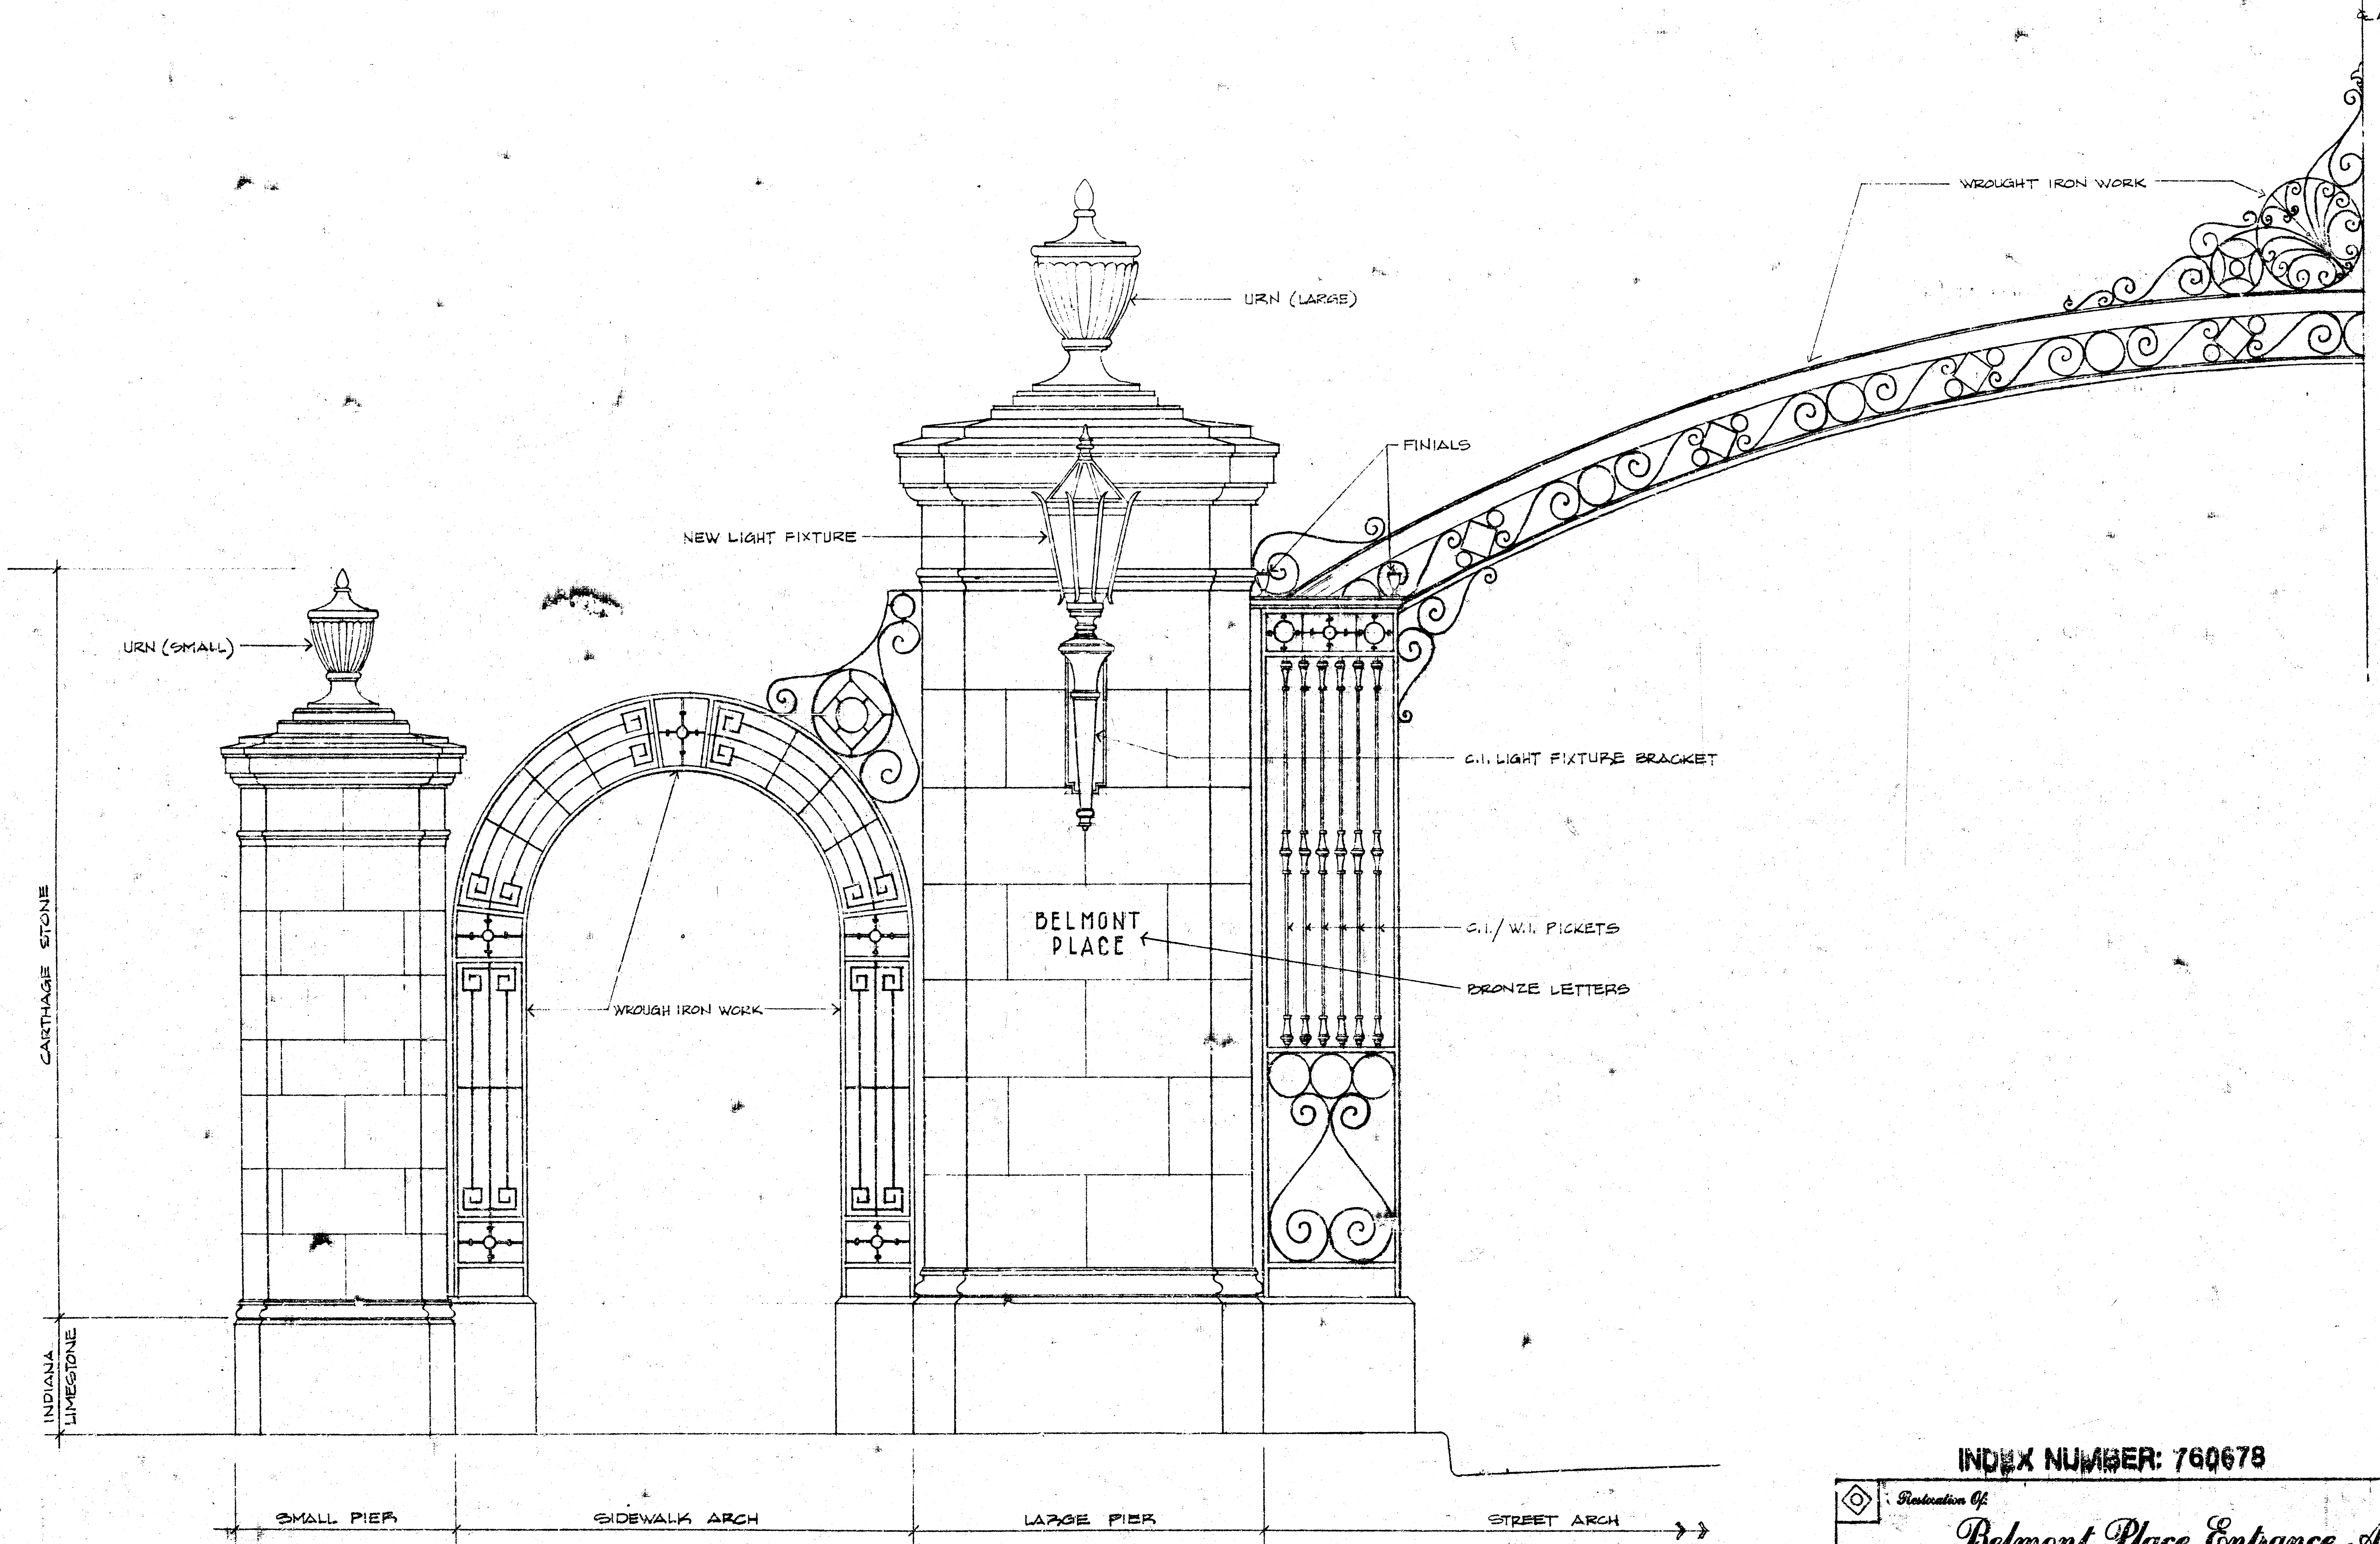 WROUGHT IRON WORK
URN (LARGE)
FINIALS
NEW LIGHT FIXTURE
URN (SMALL)
C.I. LIGHT FIXTURE BRACKET
BELMONT
PLACE
C.I./W.I. PICKETS
BRONZE LETTERS
WROUGH IRON WORK
CARTHAGE STONE
INDIANA
LIMESTONE
INDEX NUMBER: 760678
Restoration Of:
Belmont Place Entrance
SMALL PIER
SIDEWALK ARCH
LARGE PIER
STREET ARCH